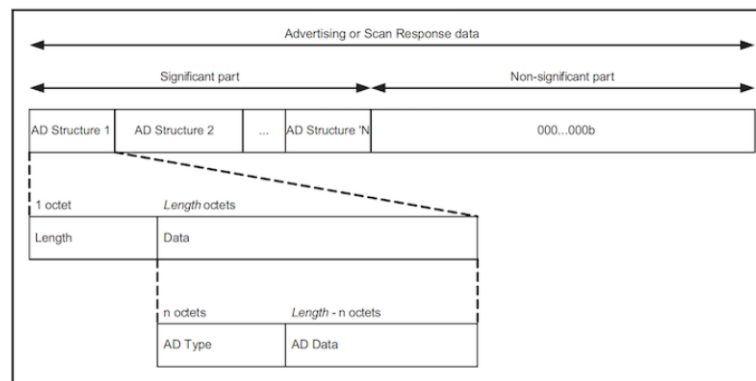 Advertising or Scan Response data
Significant part
Non-significant part
AD Structure 1
AD Structure 2
...
AD Structure 'N
000...000b
1 octet
Length octets
Length
Data
n octets
Length - n octets
AD Type
AD Data